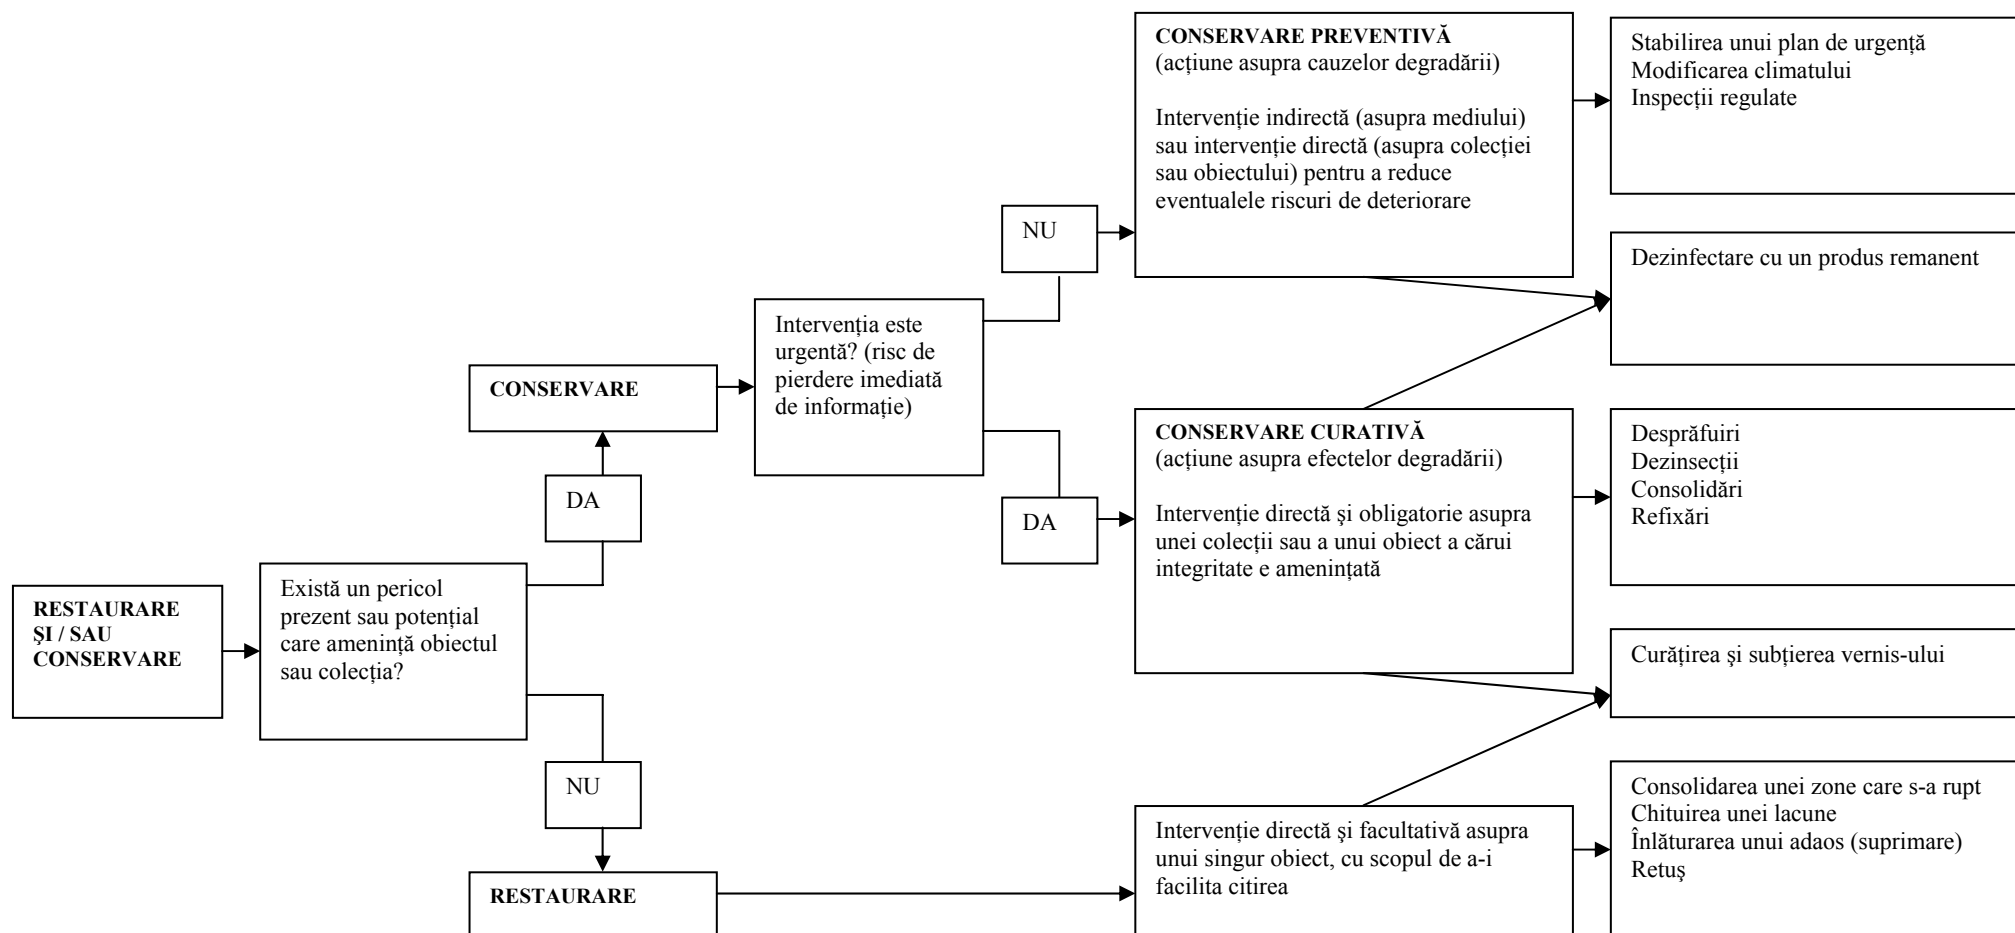 RESTAURARE
ŞI / SAU
CONSERVARE
Există un pericol
prezent sau potențial
care amenință obiectul
sau colecția?
DA
CONSERVARE
NU
RESTAURARE
Intervenția este
urgentă? (risc de
pierdere imediată
de informație)
NU
DA
CONSERVARE PREVENTIVĂ
(acțiune asupra cauzelor degradării)
Intervenție indirectă (asupra mediului)
sau intervenție directă (asupra colecției
sau obiectului) pentru a reduce
eventualele riscuri de deteriorare
CONSERVARE CURATIVĂ
(acțiune asupra efectelor degradării)
Intervenție directă şi obligatorie asupra
unei colecții sau a unui obiect a cărui
integritate e amenințată
Intervenție directă şi facultativă asupra
unui singur obiect, cu scopul de a-i
facilita citirea
Stabilirea unui plan de urgență
Modificarea climatului
Inspecții regulate
Dezinfectare cu un produs remanent
Desprăfuiri
Dezinsecții
Consolidări
Refixări
Curățirea şi subțierea vernis-ului
Consolidarea unei zone care s-a rupt
Chituirea unei lacune
Înlăturarea unui adaos (suprimare)
Retuş